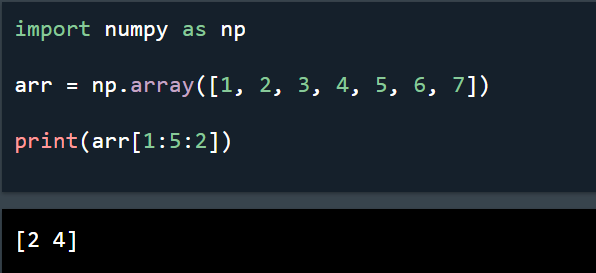 import numpy as np
arr = np.array([1, 2, 3, 4, 5, 6, 7])
print(arr[1:5:2])
[2 4]